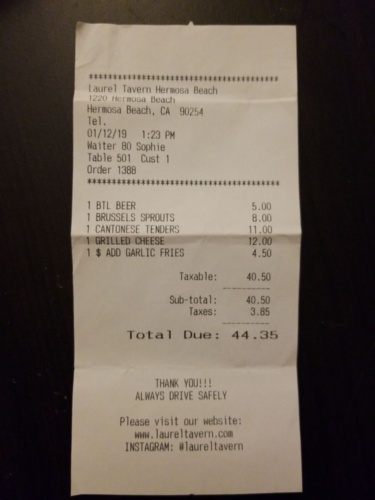 ****************************************
Laurel Tavern Hermosa Beach
1220 Hermosa Beach
Hermosa Beach, CA 90254
Tel.
01/12/19 1:23 PM
Waiter 80 Sophie
Table 501 Cust 1
Order 1388
****************************************
1 BTL BEER 5.00
1 BRUSSELS SPROUTS 8.00
1 CANTONESE TENDERS 11.00
1 GRILLED CHEESE 12.00
1 $ ADD GARLIC FRIES 4.50
Taxable: 40.50
-----------
Sub-total: 40.50
Taxes: 3.85
-----------
Total Due: 44.35
THANK YOU!!!
ALWAYS DRIVE SAFELY
Please visit our website:
www.laureltavern.com
INSTAGRAM: #laureltavern